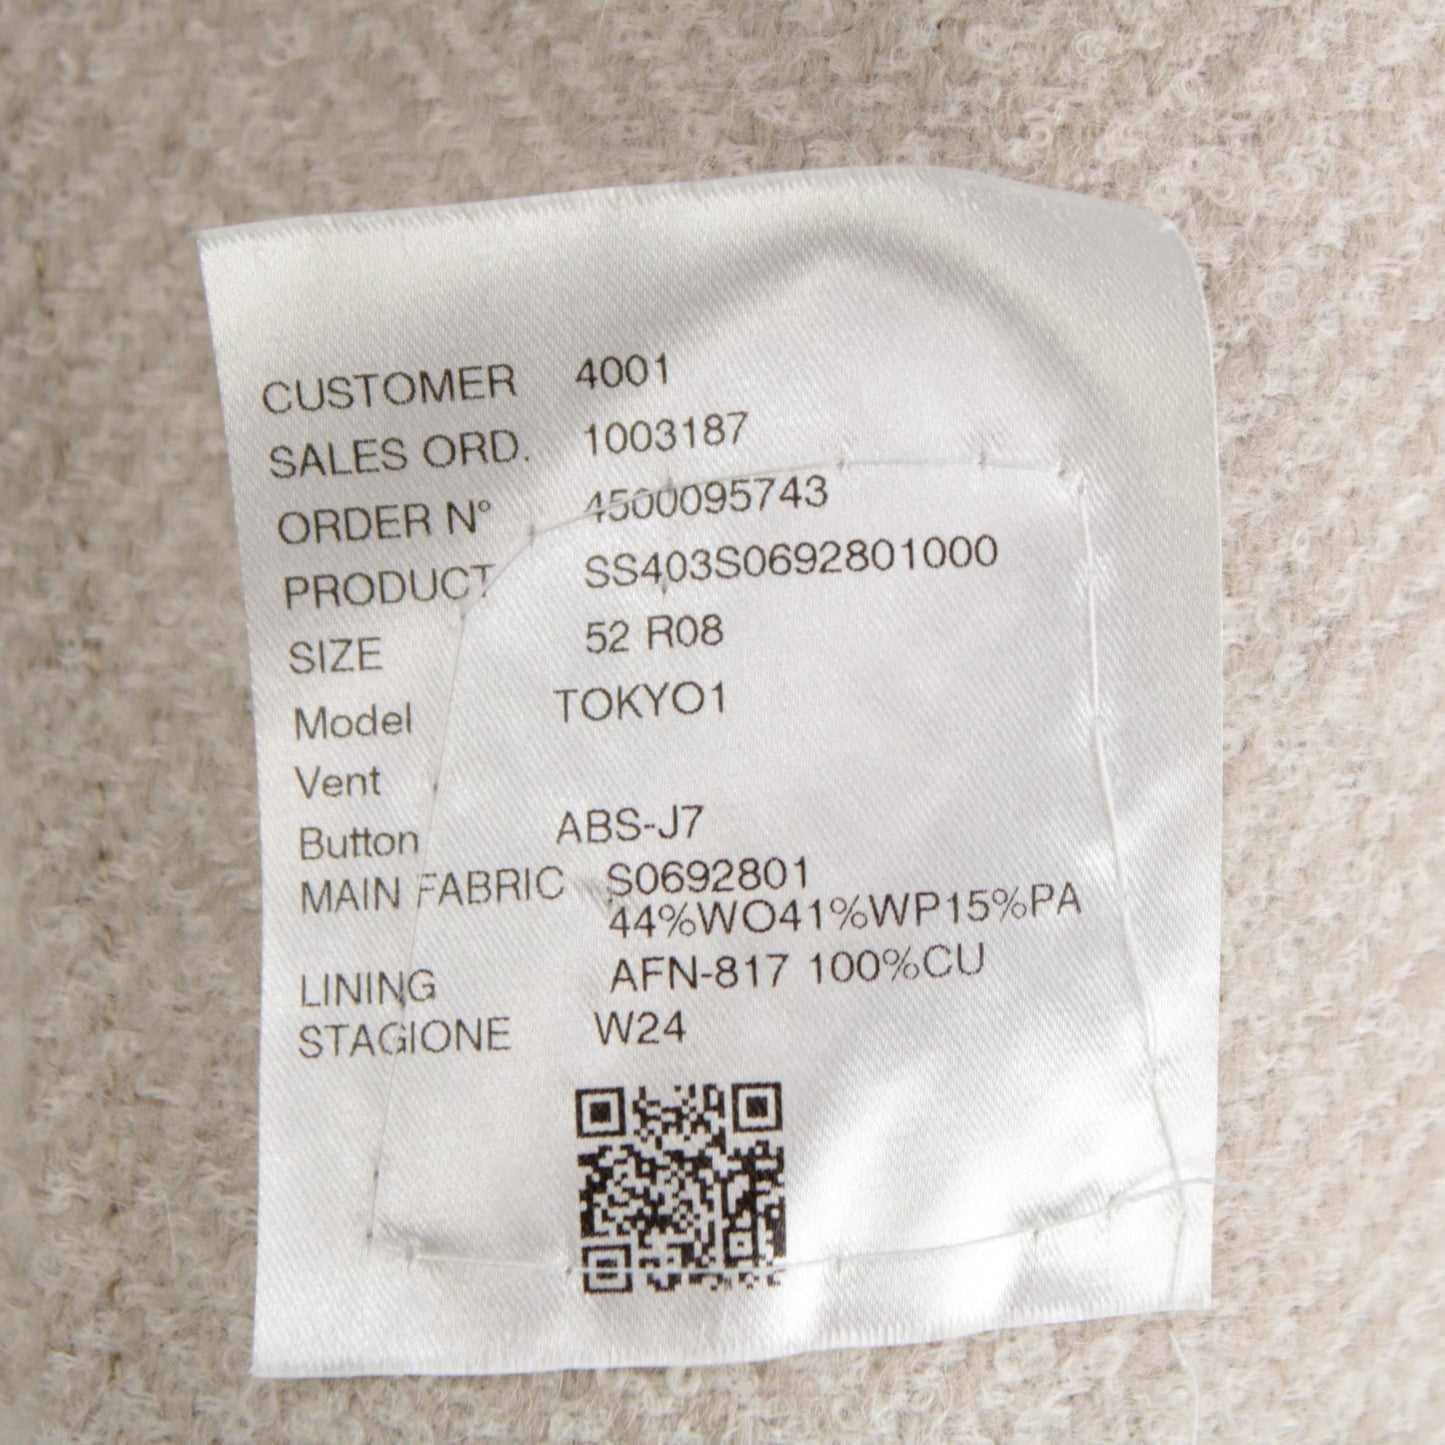 CUSTOMER 4001
SALES ORD. 1003187
ORDER N° 4500095743
PRODUCT SS403S0692801000
SIZE 52 R08
Model TOKYO1
Vent
Button ABS-J7
MAIN FABRIC S0692801
44%WO41%WP15%PA
LINING AFN-817 100%CU
STAGIONE W24